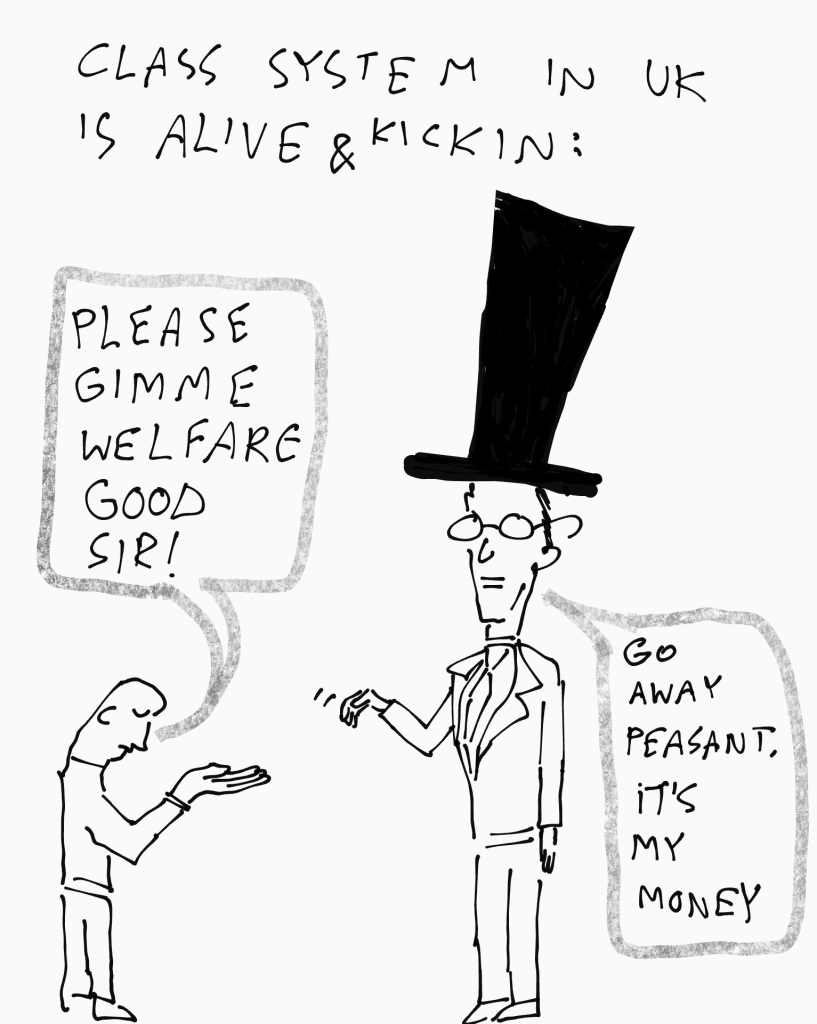 CLASS SYSTEM IN UK
IS ALIVE & KICKIN:
PLEASE
GIMME
WELFARE
GOOD
SIR!
GO
AWAY
PEASANT.
IT'S
MY
MONEY